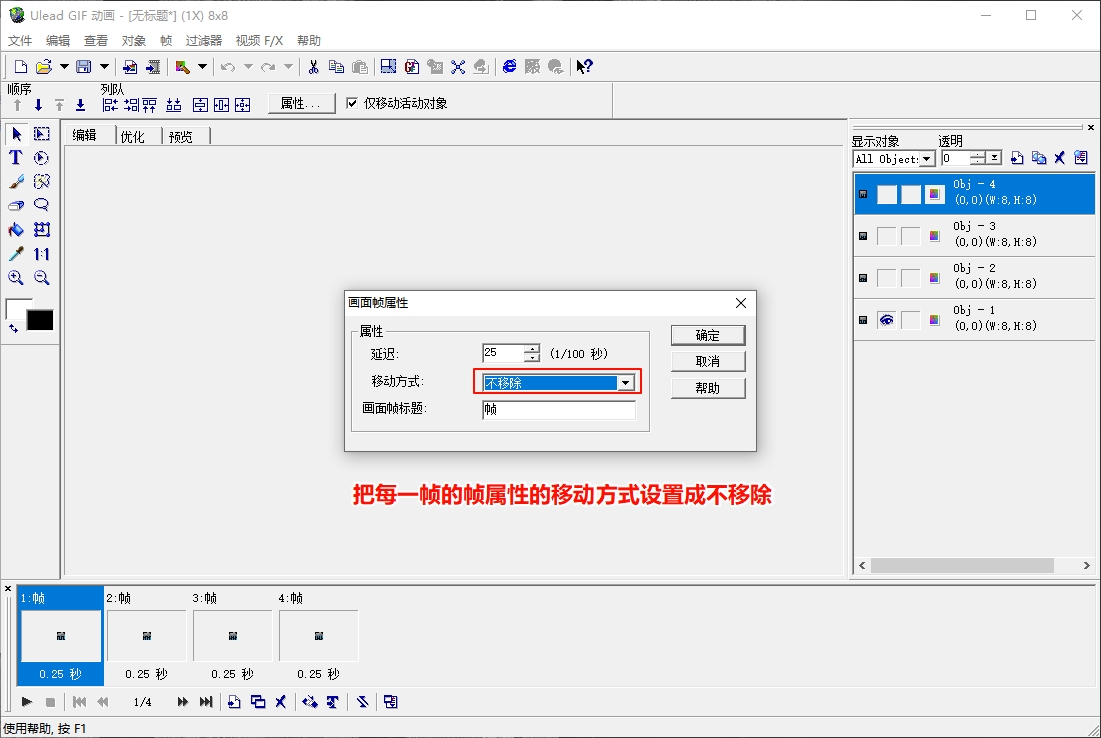 Ulead GIF 动画 - [无标题*] (1X) 8x8
文件 编辑 查看 对象 帧 过滤器 视频 F/X 帮助
顺序 列队
属性... 仅移动活动对象
编辑 优化 预览
显示对象 透明
All Object: 0
Obj - 4
(0,0)(W:8,H:8)
Obj - 3
(0,0)(W:8,H:8)
Obj - 2
(0,0)(W:8,H:8)
Obj - 1
(0,0)(W:8,H:8)
1:1
画面帧属性
属性
延迟: 25 (1/100 秒)
移动方式: 不移除
画面帧标题: 帧
确定
取消
帮助
把每一帧的帧属性的移动方式设置成不移除
1:帧 2:帧 3:帧 4:帧
0.25 秒 0.25 秒 0.25 秒 0.25 秒
1/4
使用帮助, 按 F1